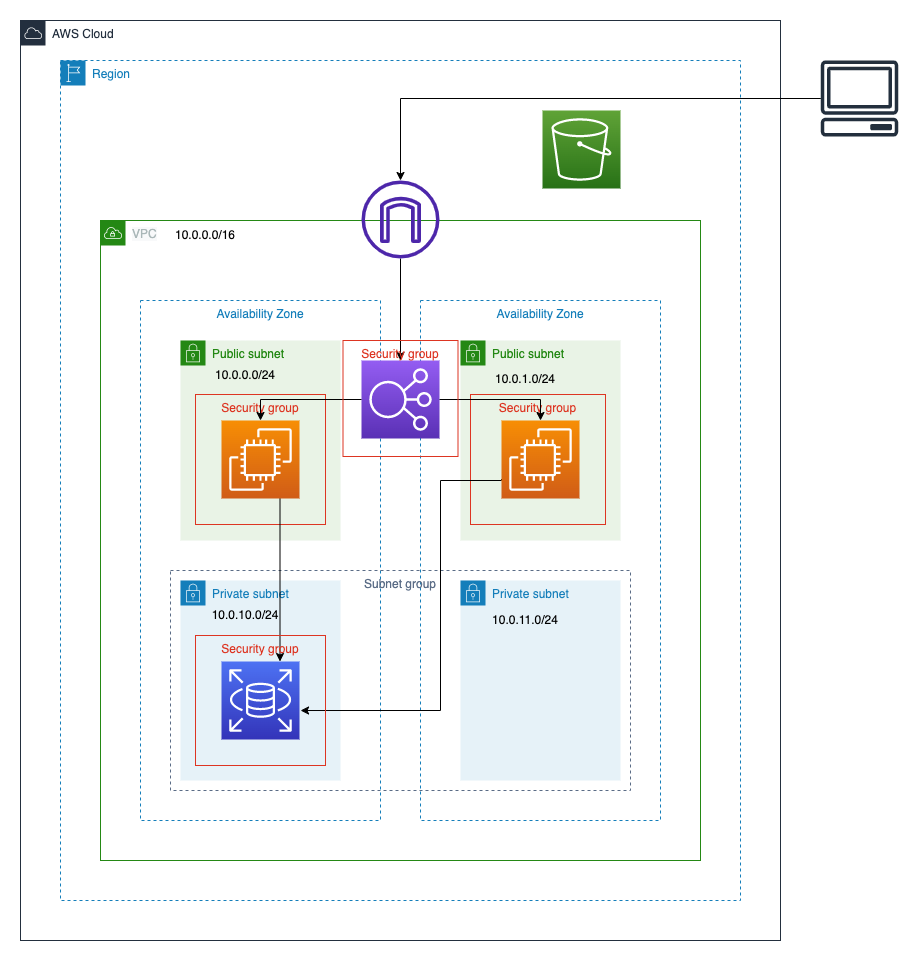 AWS Cloud
Region
VPC 10.0.0.0/16
Availability Zone
Availability Zone
Public subnet
10.0.0.0/24
Security group
Security group
Public subnet
10.0.1.0/24
Security group
Subnet group
Private subnet
10.0.10.0/24
Security group
Private subnet
10.0.11.0/24